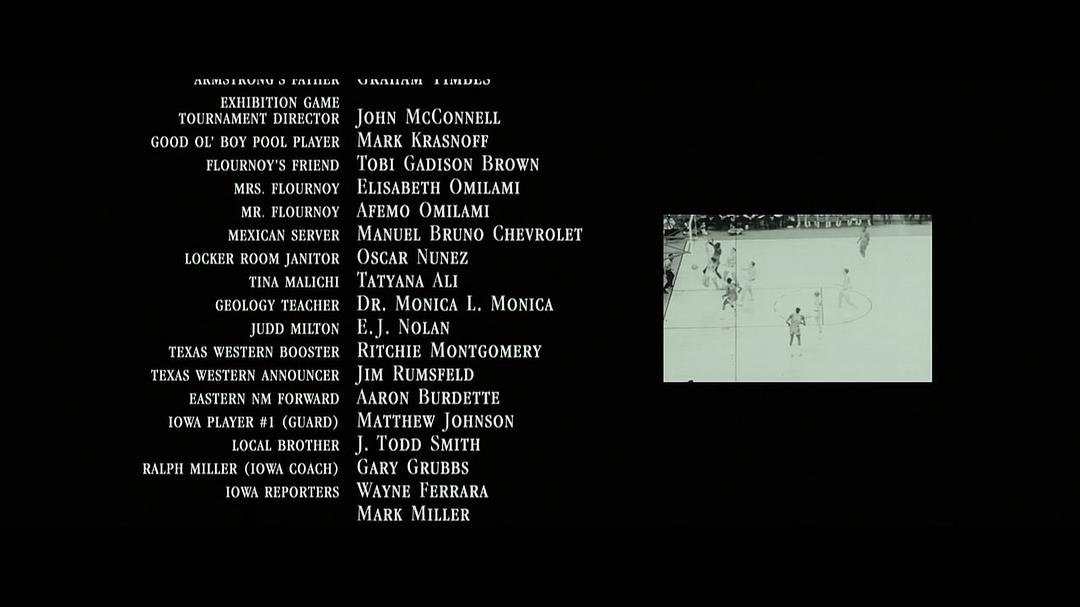 ARMSTRONG'S FATHER GRAHAM TIMBES
EXHIBITION GAME
TOURNAMENT DIRECTOR JOHN MCCONNELL
GOOD OL' BOY POOL PLAYER MARK KRASNOFF
FLOURNOY'S FRIEND TOBI GADISON BROWN
MRS. FLOURNOY ELISABETH OMILAMI
MR. FLOURNOY AFEMO OMILAMI
MEXICAN SERVER MANUEL BRUNO CHEVROLET
LOCKER ROOM JANITOR OSCAR NUNEZ
TINA MALICHI TATYANA ALI
GEOLOGY TEACHER DR. MONICA L. MONICA
JUDD MILTON E.J. NOLAN
TEXAS WESTERN BOOSTER RITCHIE MONTGOMERY
TEXAS WESTERN ANNOUNCER JIM RUMSFELD
EASTERN NM FORWARD AARON BURDETTE
IOWA PLAYER #1 (GUARD) MATTHEW JOHNSON
LOCAL BROTHER J. TODD SMITH
RALPH MILLER (IOWA COACH) GARY GRUBBS
IOWA REPORTERS WAYNE FERRARA
MARK MILLER